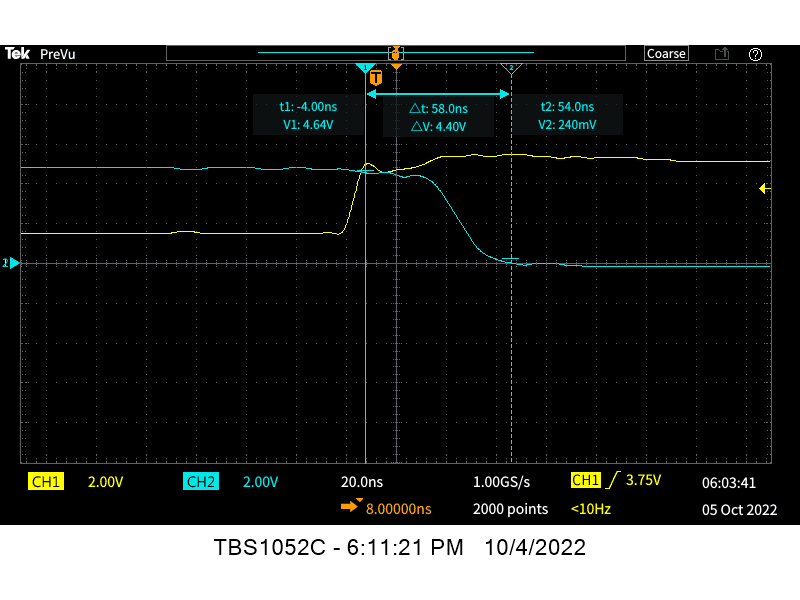 Tek PreVu Coarse ?
1 2
T
t1: -4.00ns △t: 58.0ns t2: 54.0ns
V1: 4.64V △V: 4.40V V2: 240mV
2
CH1 2.00V CH2 2.00V 20.0ns 1.00GS/s CH1 3.75V 06:03:41
8.00000ns 2000 points <10Hz 05 Oct 2022
TBS1052C - 6:11:21 PM 10/4/2022